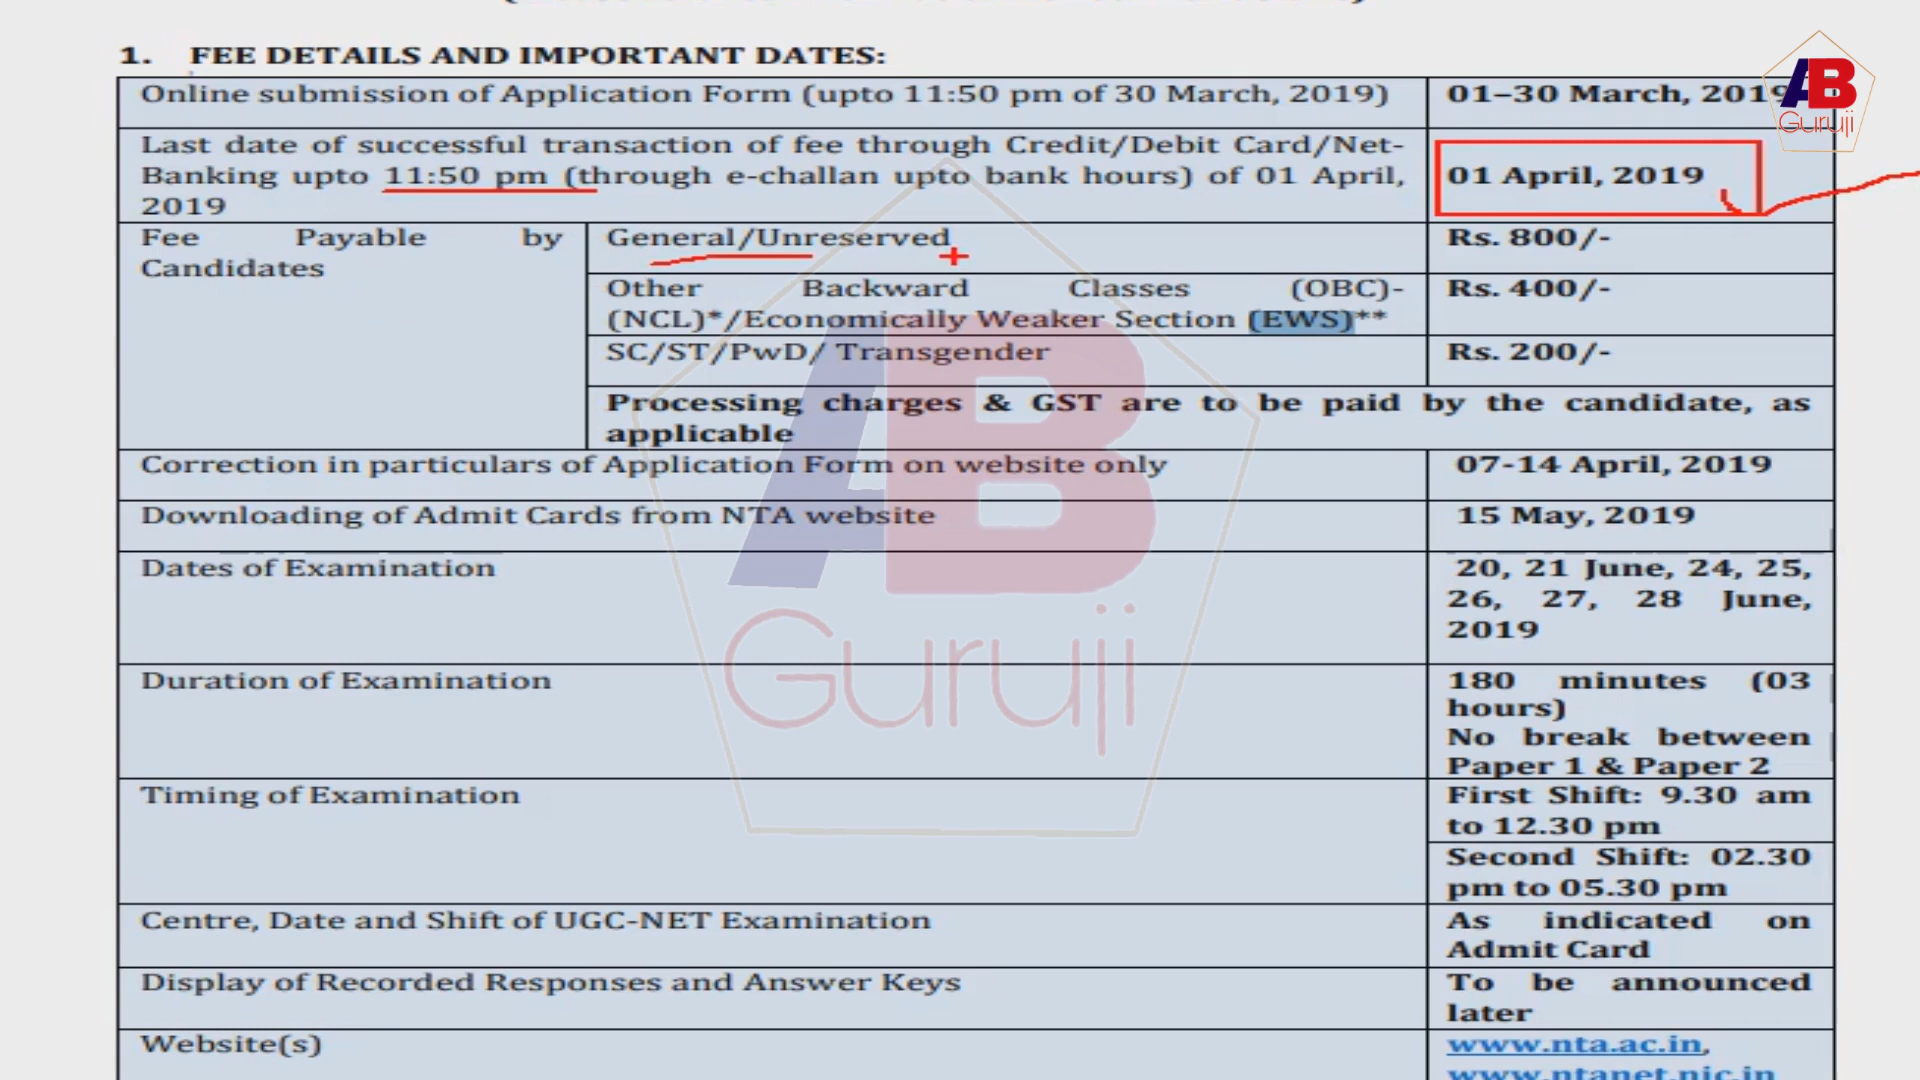 1. FEE DETAILS AND IMPORTANT DATES:
AB
Guruji
Online submission of Application Form (upto 11:50 pm of 30 March, 2019)
01–30 March, 2019
Last date of successful transaction of fee through Credit/Debit Card/Net-
Banking upto 11:50 pm (through e-challan upto bank hours) of 01 April,
2019
01 April, 2019
Fee Payable by
Candidates
General/Unreserved
Rs. 800/-
Other Backward Classes (OBC)-
(NCL)*/Economically Weaker Section (EWS)**
Rs. 400/-
SC/ST/PwD/ Transgender
Rs. 200/-
Processing charges & GST are to be paid by the candidate, as
applicable
Correction in particulars of Application Form on website only
07-14 April, 2019
Downloading of Admit Cards from NTA website
15 May, 2019
Dates of Examination
20, 21 June, 24, 25,
26, 27, 28 June,
2019
AB
Guruji
Duration of Examination
180 minutes (03
hours)
No break between
Paper 1 & Paper 2
Timing of Examination
First Shift: 9.30 am
to 12.30 pm
Second Shift: 02.30
pm to 05.30 pm
Centre, Date and Shift of UGC-NET Examination
As indicated on
Admit Card
Display of Recorded Responses and Answer Keys
To be announced
later
Website(s)
www.nta.ac.in,
www.ntanet.nic.in